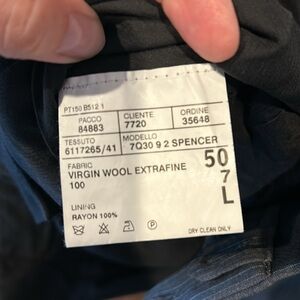 PT150 B512 1
PACCO CLIENTE ORDINE
84883 7720 35648
TESSUTO MODELLO
6117265/41 7Q30 9 2 SPENCER
FABRIC 50
VIRGIN WOOL EXTRAFINE 7
100 L
LINING
RAYON 100%
DRY CLEAN ONLY